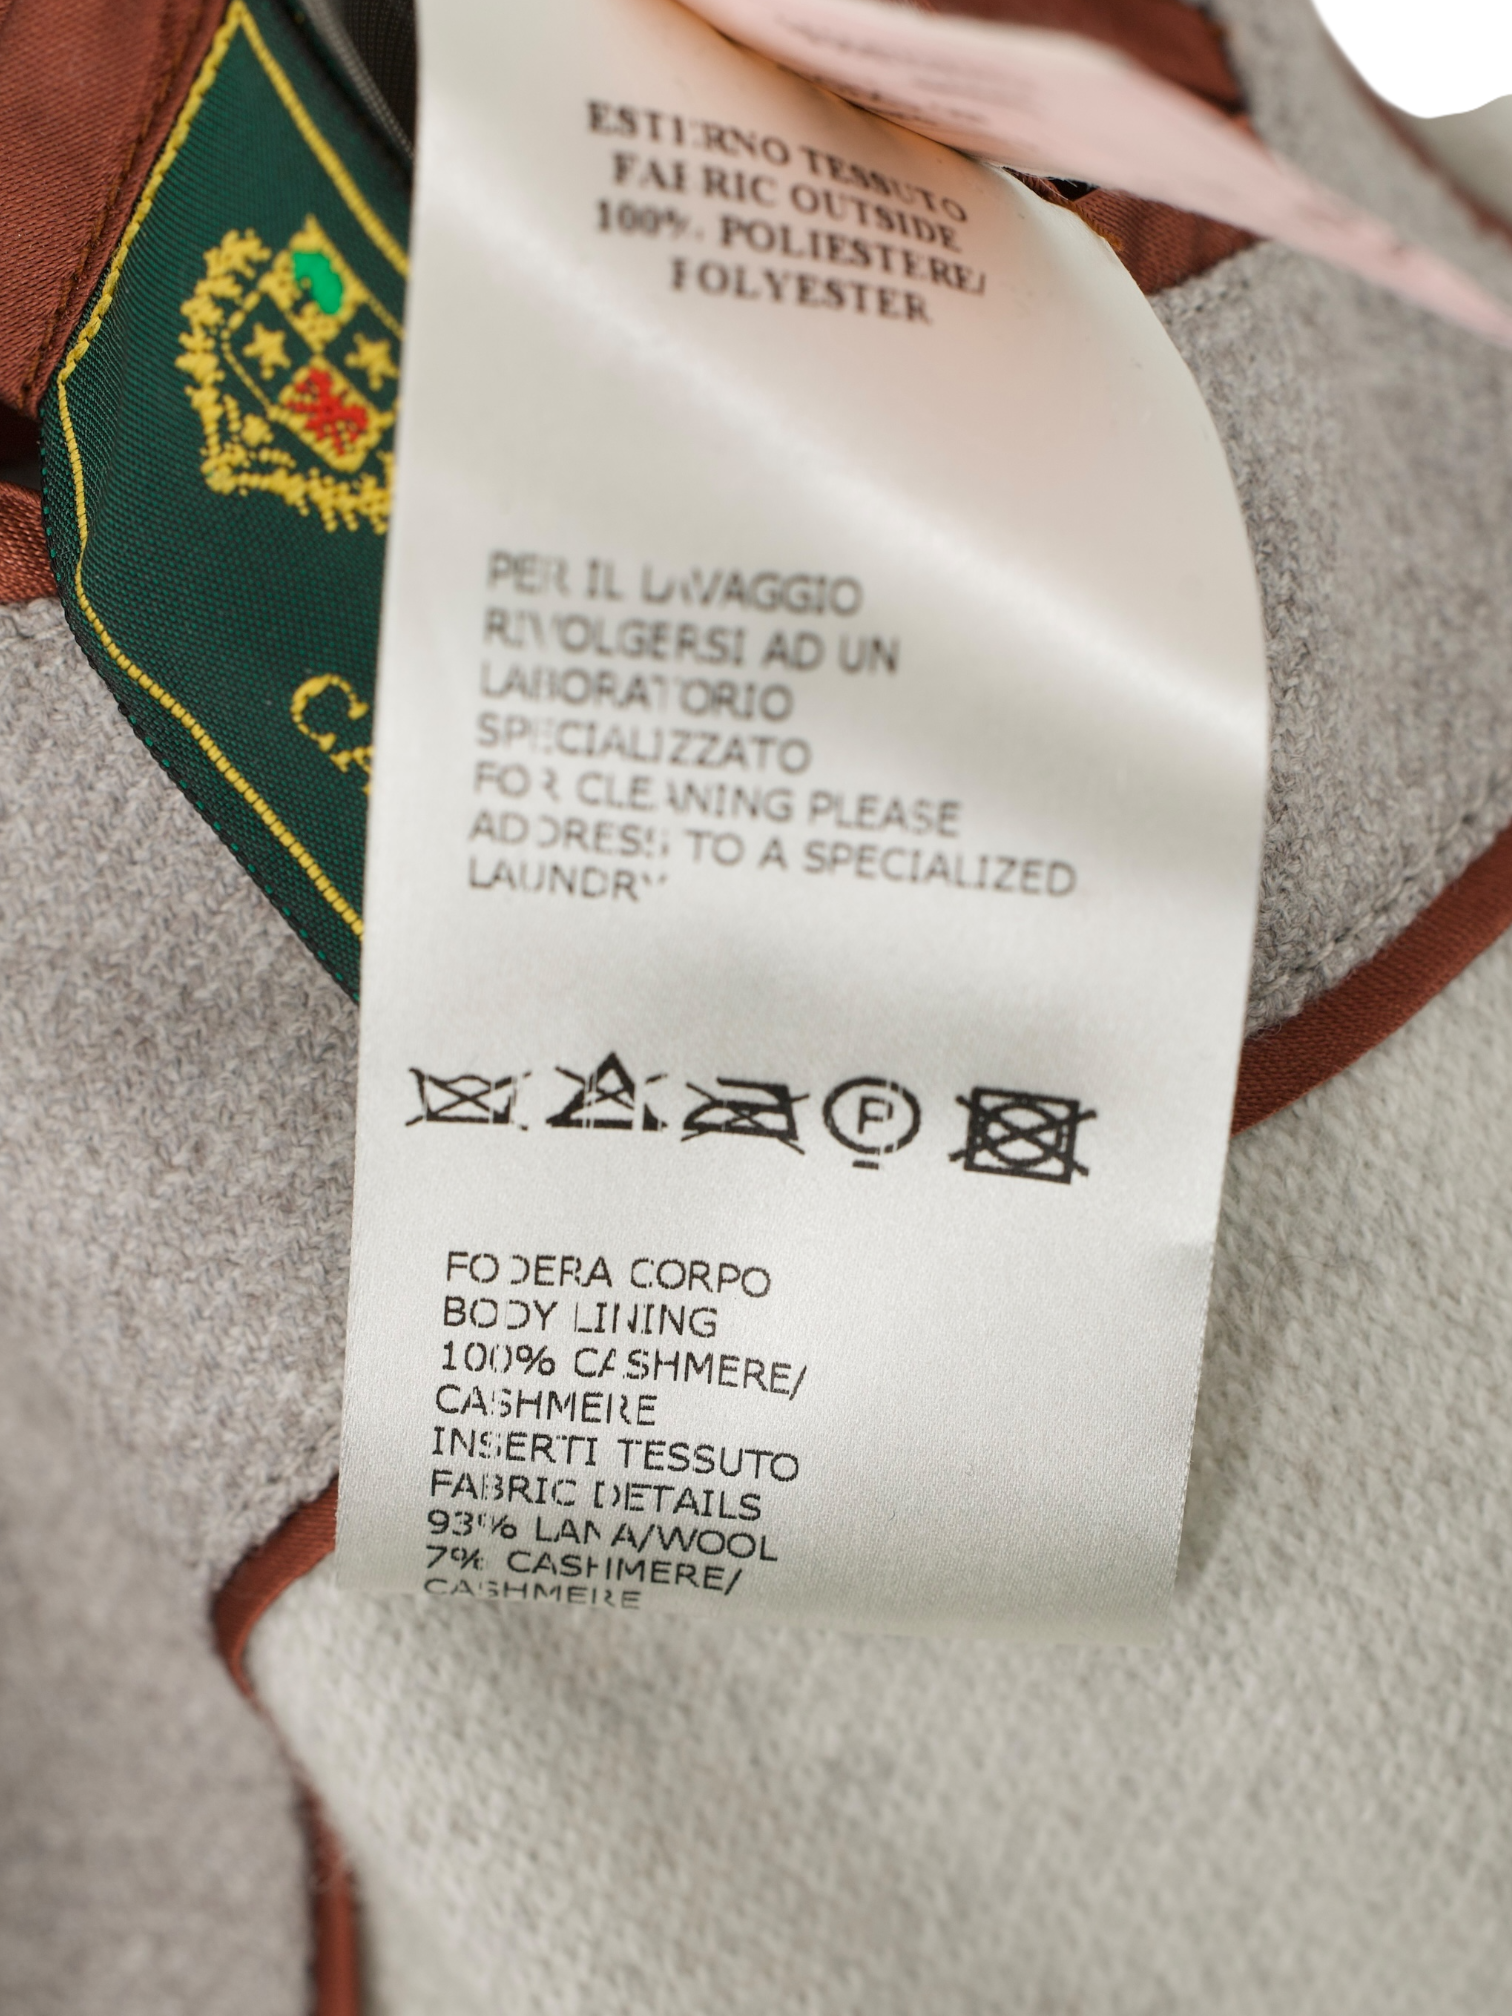 ESTERNO TESSUTO
FABRIC OUTSIDE
100% POLIESTERE/
POLYESTER
PER IL LAVAGGIO
RIVOLGERSI AD UN
LABORATORIO
SPECIALIZZATO
FOR CLEANING PLEASE
ADDRESS TO A SPECIALIZED
LAUNDRY
P
FODERA CORPO
BODY LINING
100% CASHMERE/
CASHMERE
INSERTI TESSUTO
FABRIC DETAILS
93% LANA/WOOL
7% CASHMERE/
CASHMERE
CA